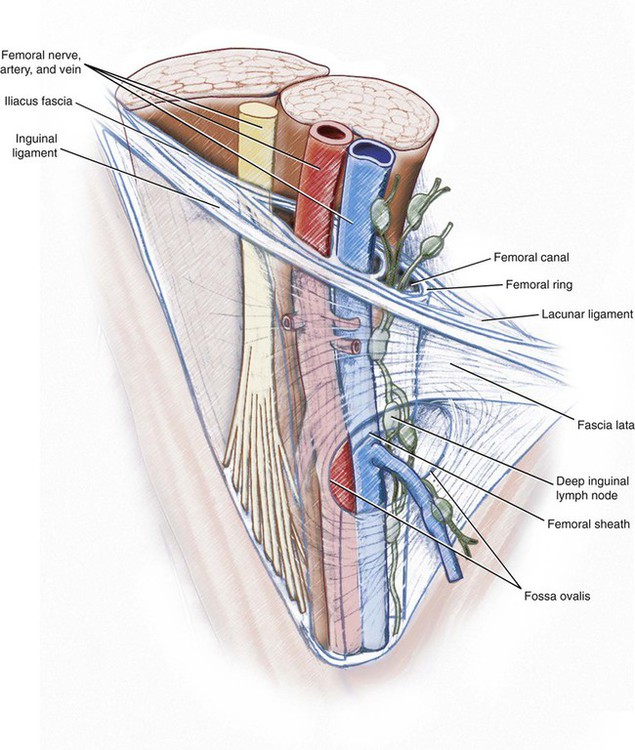 Femoral nerve,
artery, and vein
Iliacus fascia
Inguinal
ligament
Femoral canal
Femoral ring
Lacunar ligament
Fascia lata
Deep inguinal
lymph node
Femoral sheath
Fossa ovalis